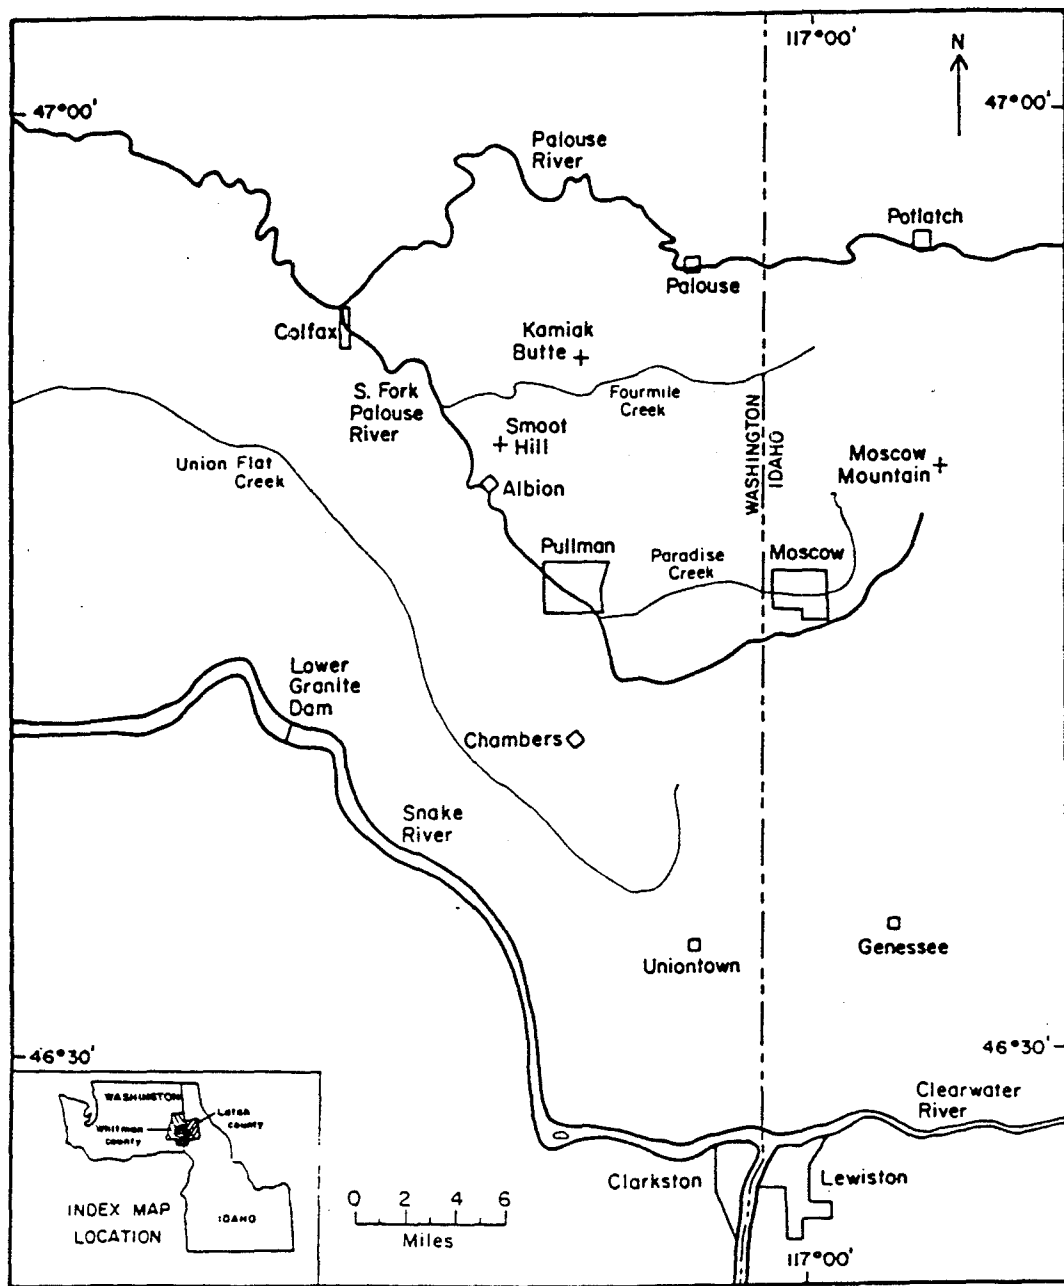 117°00'
N
47°00'
47°00'
Palouse
River
Potlatch
Palouse
Colfax
Kamiak
Butte
S. Fork
Palouse
River
Fourmile
Creek
Smoot
Hill
WASHINGTON
IDAHO
Moscow
Mountain
Union Flat
Creek
Albion
Pullman
Paradise
Creek
Moscow
Lower
Granite
Dam
Chambers
Snake
River
Uniontown
Genessee
46°30'
46°30'
Clearwater
River
WASHINGTON
Latah
county
Whitman
county
IDAHO
INDEX MAP
LOCATION
0 2 4 6
Miles
Clarkston
Lewiston
117°00'